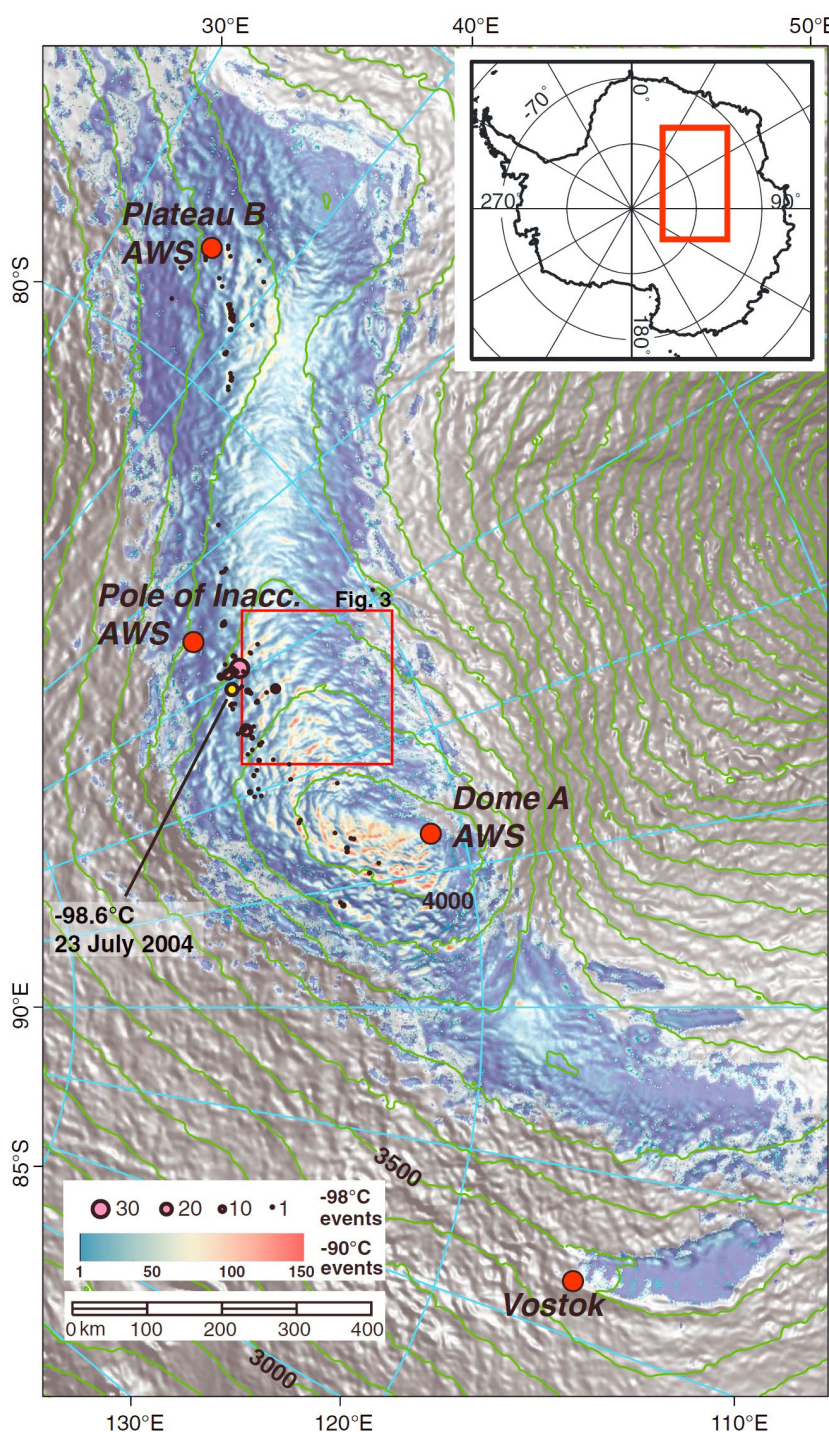 30°E
40°E
50°E
-70°
0°
270°
90°
180°
Plateau B
AWS
80°S
Pole of Inacc.
AWS
Fig. 3
Dome A
AWS
4000
-98.6°C
23 July 2004
90°E
85°S
3500
30 20 10 1 -98°C
events
1 50 100 150 -90°C
events
0 km 100 200 300 400
Vostok
3000
130°E
120°E
110°E